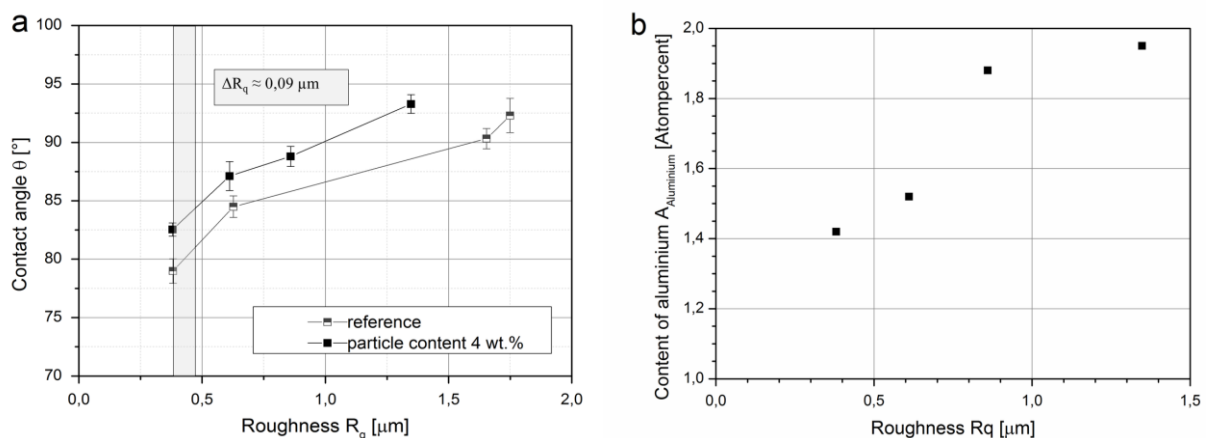 a
100
95
90
85
80
75
70
Contact angle θ [°]
ΔRq ≈ 0,09 µm
reference
particle content 4 wt.%
0,0 0,5 1,0 1,5 2,0
Roughness Rq [µm]
b
2,0
1,8
1,6
1,4
1,2
1,0
Content of aluminium AAluminium [Atompercent]
0,0 0,5 1,0 1,5
Roughness Rq [µm]